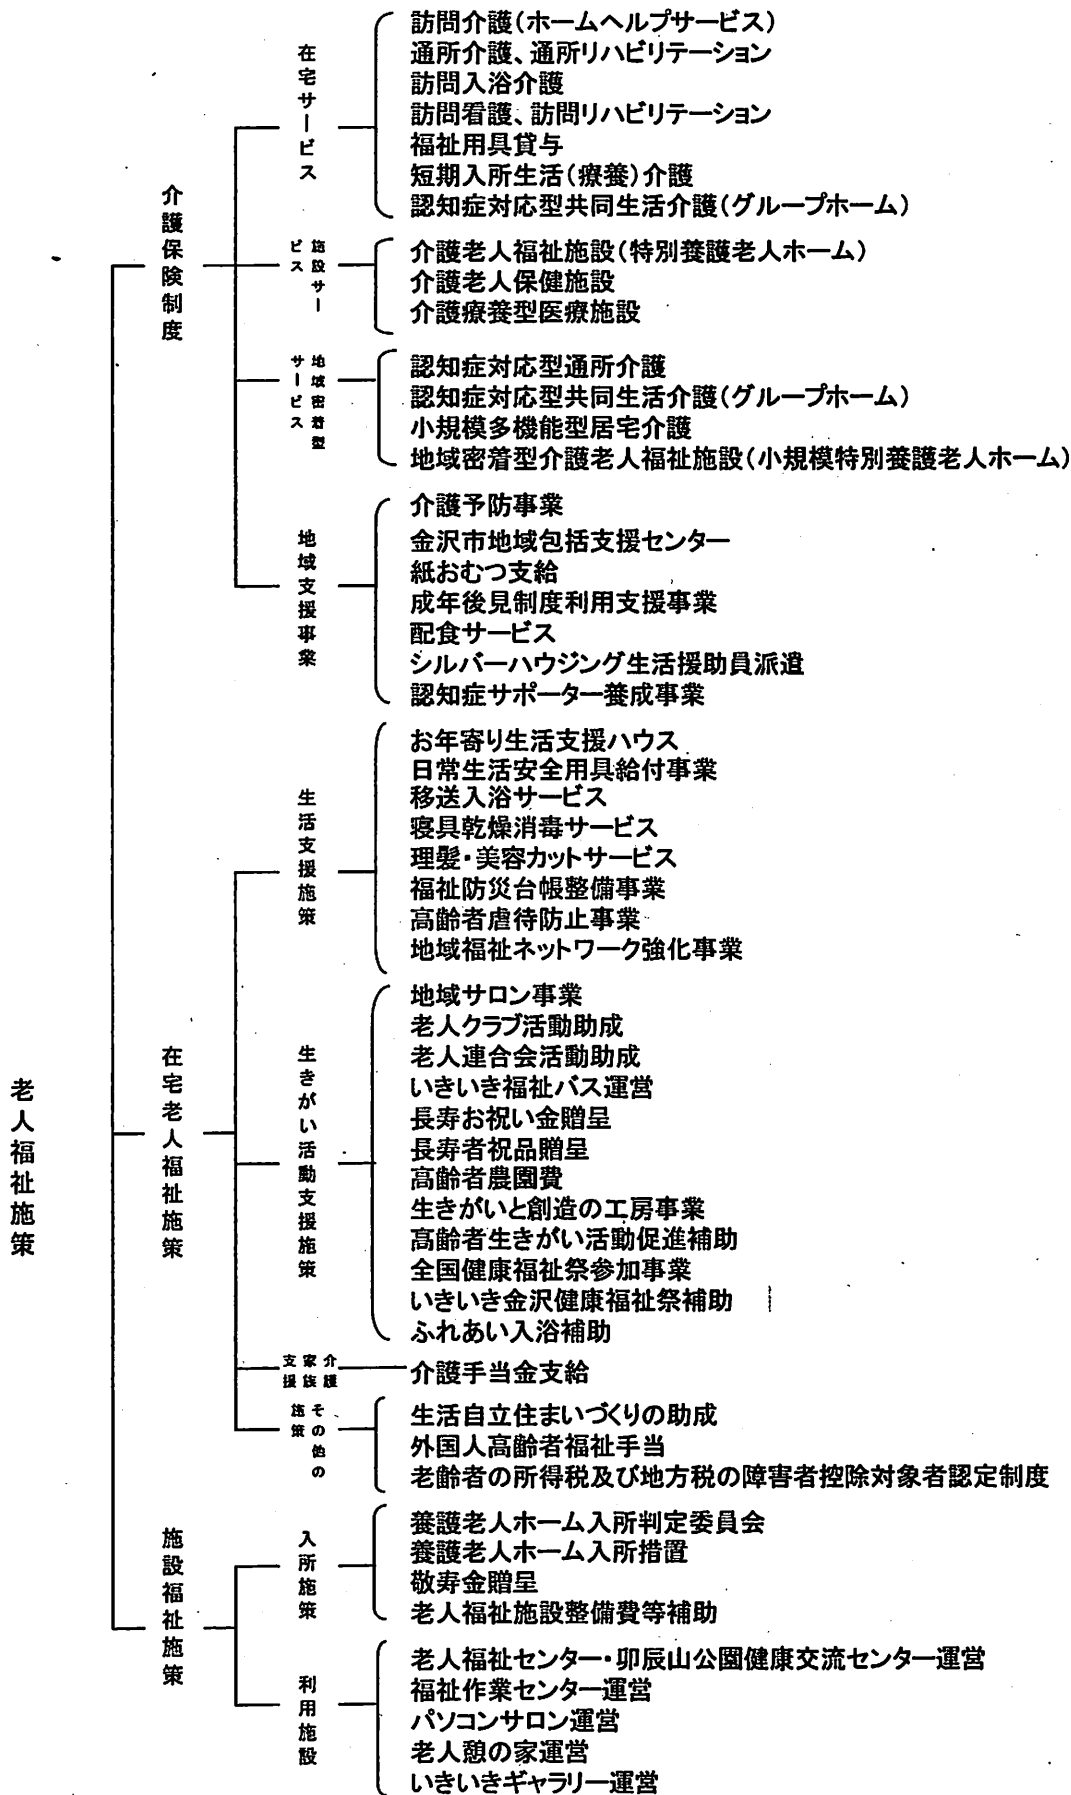 老人福祉施策
介護保険制度
在宅サービス
訪問介護(ホームヘルプサービス)
通所介護、通所リハビリテーション
訪問入浴介護
訪問看護、訪問リハビリテーション
福祉用具貸与
短期入所生活(療養)介護
認知症対応型共同生活介護(グループホーム)
施設サー
ビス
介護老人福祉施設(特別養護老人ホーム)
介護老人保健施設
介護療養型医療施設
地域密着型
サービス
認知症対応型通所介護
認知症対応型共同生活介護(グループホーム)
小規模多機能型居宅介護
地域密着型介護老人福祉施設(小規模特別養護老人ホーム)
地域支援事業
介護予防事業
金沢市地域包括支援センター
紙おむつ支給
成年後見制度利用支援事業
配食サービス
シルバーハウジング生活援助員派遣
認知症サポーター養成事業
在宅老人福祉施策
生活支援施策
お年寄り生活支援ハウス
日常生活安全用具給付事業
移送入浴サービス
寝具乾燥消毒サービス
理髪・美容カットサービス
福祉防災台帳整備事業
高齢者虐待防止事業
地域福祉ネットワーク強化事業
生きがい活動支援施策
地域サロン事業
老人クラブ活動助成
老人連合会活動助成
いきいき福祉バス運営
長寿お祝い金贈呈
長寿者祝品贈呈
高齢者農園費
生きがいと創造の工房事業
高齢者生きがい活動促進補助
全国健康福祉祭参加事業
いきいき金沢健康福祉祭補助
ふれあい入浴補助
介護
家族
支援
介護手当金支給
その他の
施策
生活自立住まいづくりの助成
外国人高齢者福祉手当
老齢者の所得税及び地方税の障害者控除対象者認定制度
施設福祉施策
入所施策
養護老人ホーム入所判定委員会
養護老人ホーム入所措置
敬寿金贈呈
老人福祉施設整備費等補助
利用施設
老人福祉センター・卯辰山公園健康交流センター運営
福祉作業センター運営
パソコンサロン運営
老人憩の家運営
いきいきギャラリー運営